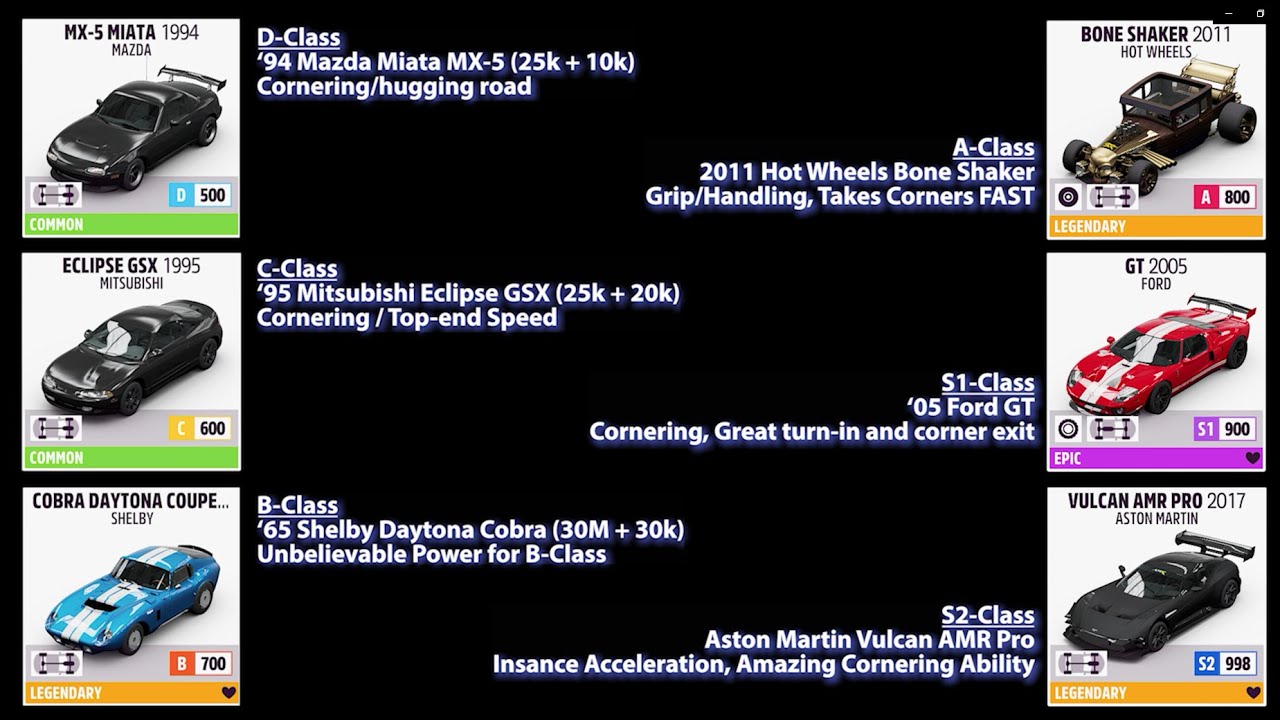 MX-5 MIATA 1994
MAZDA
D 500
COMMON
D-Class
‘94 Mazda Miata MX-5 (25k + 10k)
Cornering/hugging road
BONE SHAKER 2011
HOT WHEELS
A 800
LEGENDARY
A-Class
2011 Hot Wheels Bone Shaker
Grip/Handling, Takes Corners FAST
ECLIPSE GSX 1995
MITSUBISHI
C 600
COMMON
C-Class
‘95 Mitsubishi Eclipse GSX (25k + 20k)
Cornering / Top-end Speed
GT 2005
FORD
S1 900
EPIC
S1-Class
‘05 Ford GT
Cornering, Great turn-in and corner exit
COBRA DAYTONA COUPE...
SHELBY
B 700
LEGENDARY
B-Class
‘65 Shelby Daytona Cobra (30M + 30k)
Unbelievable Power for B-Class
VULCAN AMR PRO 2017
ASTON MARTIN
S2 998
LEGENDARY
S2-Class
Aston Martin Vulcan AMR Pro
Insance Acceleration, Amazing Cornering Ability